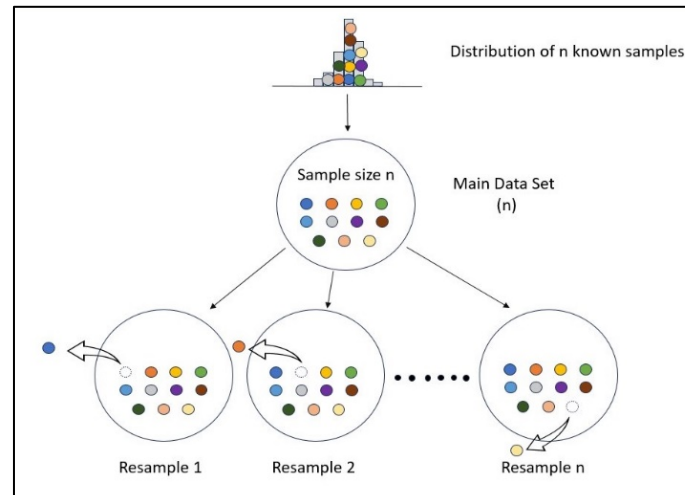 Distribution of n known samples
Sample size n
Main Data Set
(n)
Resample 1
Resample 2
Resample n